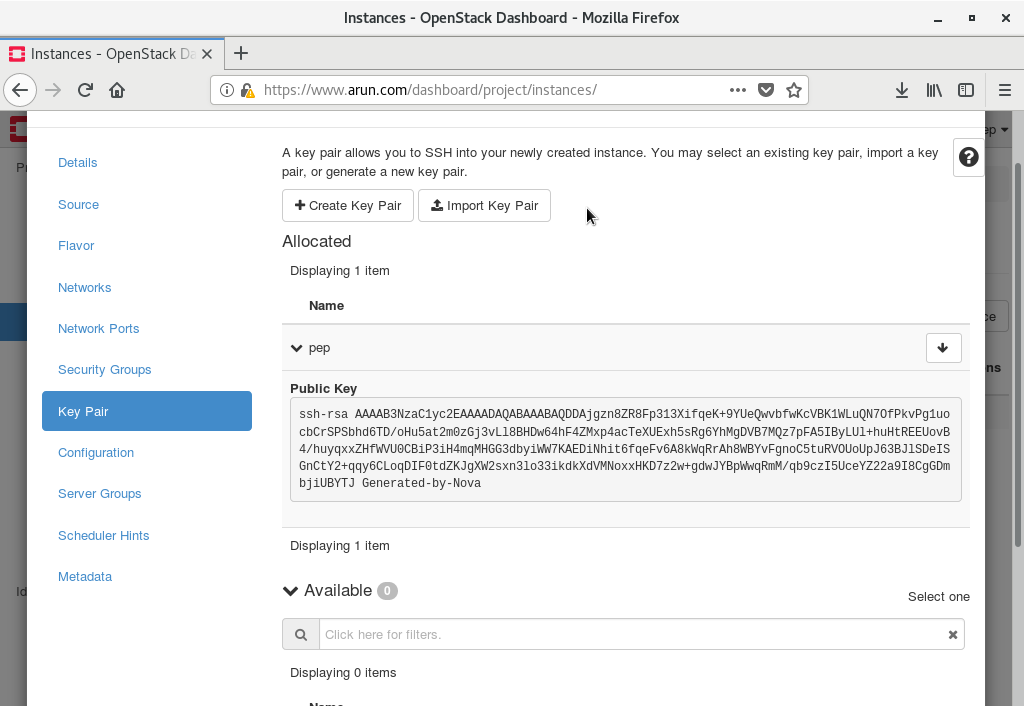 Instances - OpenStack Dashboard - Mozilla Firefox
Instances - OpenStack Da
https://www.arun.com/dashboard/project/instances/
A key pair allows you to SSH into your newly created instance. You may select an existing key pair, import a key
pair, or generate a new key pair.
Create Key Pair
Import Key Pair
Details
Source
Flavor
Networks
Network Ports
Security Groups
Key Pair
Configuration
Server Groups
Scheduler Hints
Metadata
Allocated
Displaying 1 item
Name
pep
Public Key
ssh-rsa AAAAB3NzaC1yc2EAAAADAQABAAABAQDDAjgzn8ZR8Fp313XifqeK+9YUeQwvbfwKcVBK1WLuQN7OfPkvPg1uo
cbCrSPSbhd6TD/oHu5at2m0zGj3vLl8BHDw64hF4ZMxp4acTeXUExh5sRg6YhMgDVB7MQz7pFA5IByLUl+huHtREEUovB
4/huyqxxZHfWVU0CBiP3iH4mqMHGG3dbyiWW7KAEDiNhit6fqeFv6A8kWqRrAh8WBYvFgnoC5tuRVOUoUpJ63BJlSDeIS
GnCtY2+qqy6CLoqDIF0tdZKJgXW2sxn3lo33ikdkXdVMNoxxHKD7z2w+gdwJYBpWwqRmM/qb9czI5UceYZ22a9I8CgGDm
bjiUBYTJ Generated-by-Nova
Displaying 1 item
Available 0
Select one
Click here for filters.
Displaying 0 items
Name